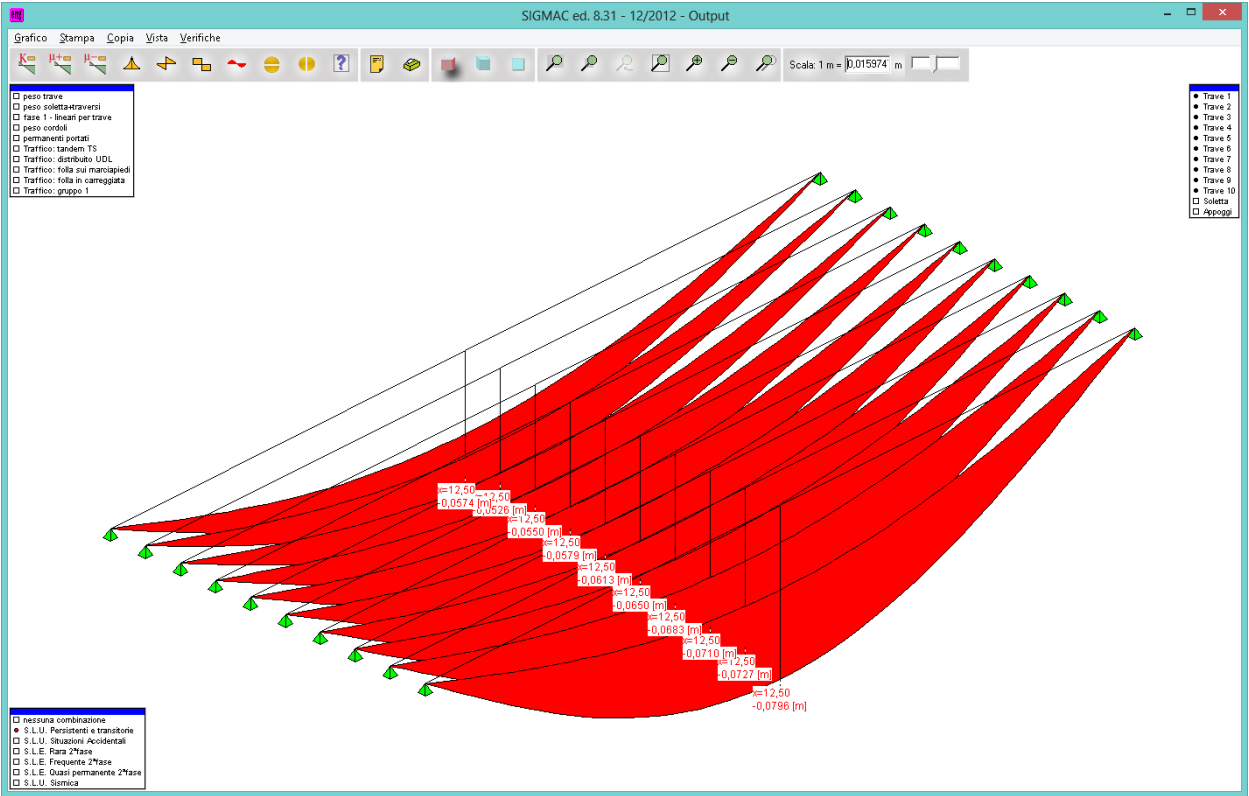 SIGMAC ed. 8.31 - 12/2012 - Output
Grafico Stampa Copia Vista Verifiche
K μ+ μ- ? Scala: 1 m = 0,015974 m
peso trave
peso soletta+traversi
fase 1 - lineari per trave
peso cordoli
permanenti portati
Traffico: tandem TS
Traffico: distribuito UDL
Traffico: folla sui marciapiedi
Traffico: folla in carreggiata
Traffico: gruppo 1
Trave 1
Trave 2
Trave 3
Trave 4
Trave 5
Trave 6
Trave 7
Trave 8
Trave 9
Trave 10
Soletta
Appoggi
x=12,50
-0,0574 [m]
x=12,50
-0,0526 [m]
x=12,50
-0,0550 [m]
x=12,50
-0,0579 [m]
x=12,50
-0,0613 [m]
x=12,50
-0,0650 [m]
x=12,50
-0,0683 [m]
x=12,50
-0,0710 [m]
x=12,50
-0,0727 [m]
x=12,50
-0,0796 [m]
nessuna combinazione
S.L.U. Persistenti e transitorie
S.L.U. Situazioni Accidentali
S.L.E. Rara 2ªfase
S.L.E. Frequente 2ªfase
S.L.E. Quasi permanente 2ªfase
S.L.U. Sismica